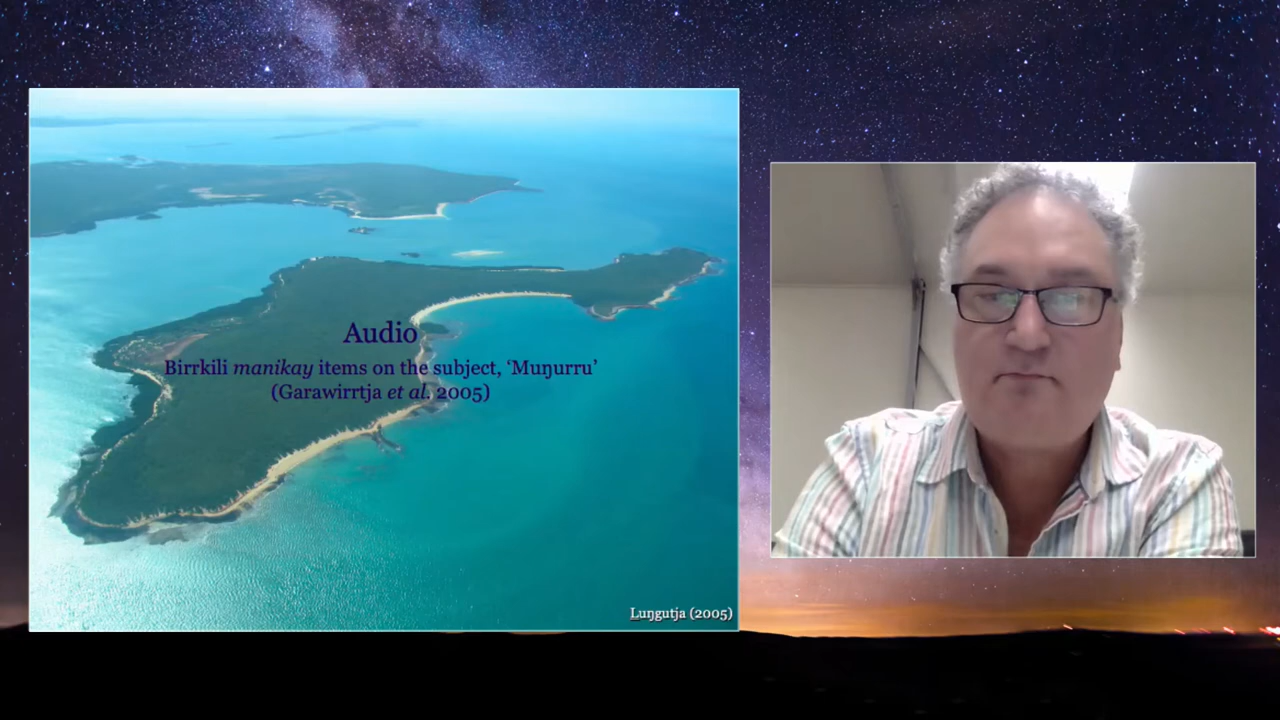 Audio
Birrkili manikay items on the subject, ‘Muŋurru’
(Garawirrtja et al. 2005)
Luŋgutja (2005)